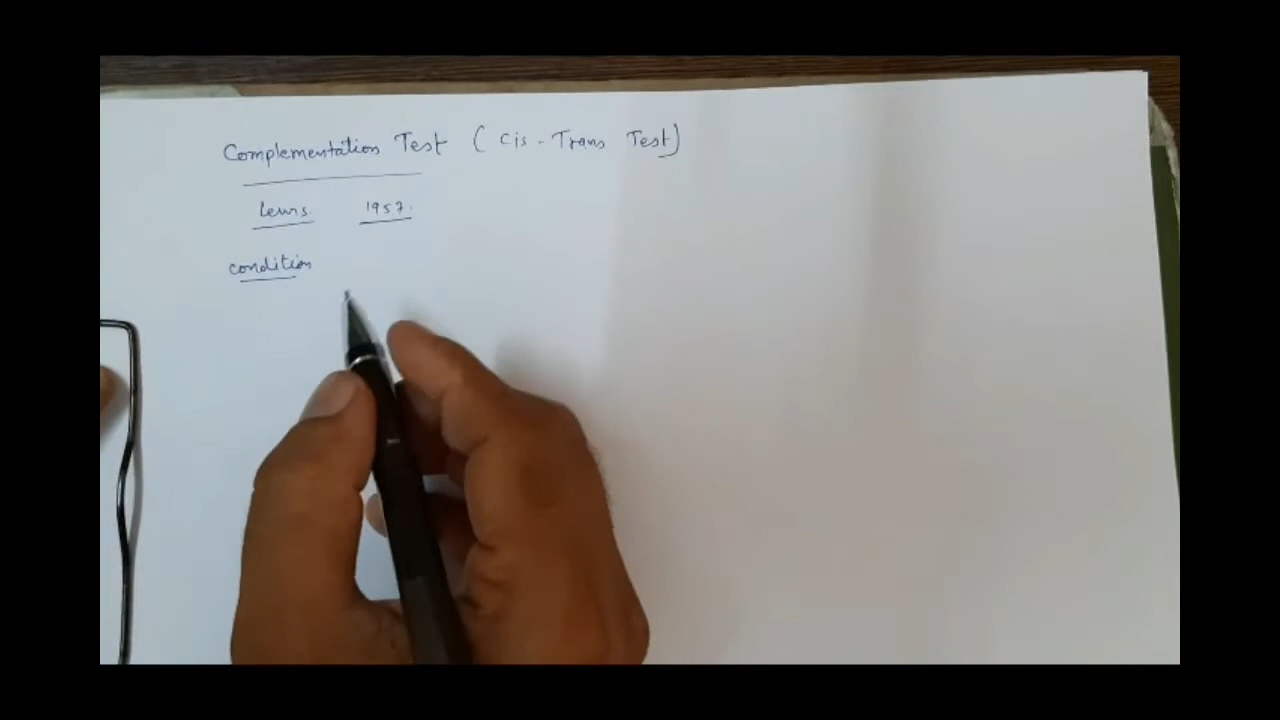 Complementation Test ( Cis - Trans Test)
Lewis. 1957.
condition